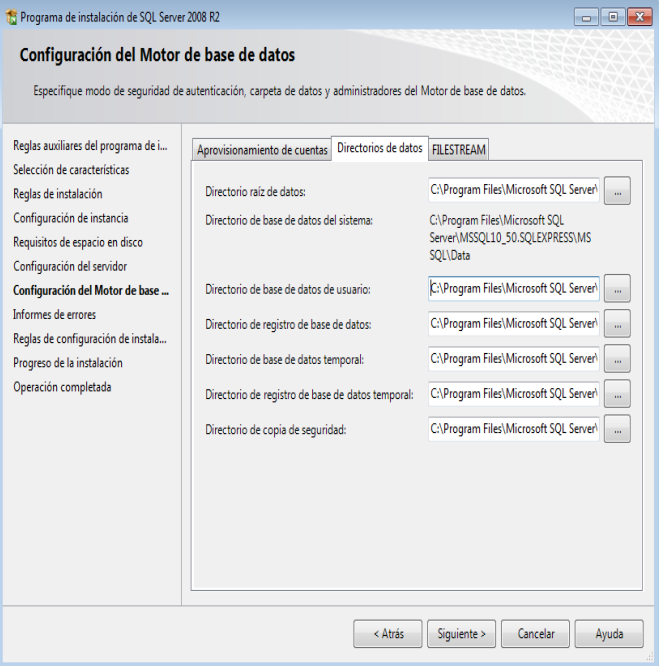 Programa de instalación de SQL Server 2008 R2
Configuración del Motor de base de datos
Especifique modo de seguridad de autenticación, carpeta de datos y administradores del Motor de base de datos.
Reglas auxiliares del programa de i...
Selección de características
Reglas de instalación
Configuración de instancia
Requisitos de espacio en disco
Configuración del servidor
Configuración del Motor de base ...
Informes de errores
Reglas de configuración de instala...
Progreso de la instalación
Operación completada
Aprovisionamiento de cuentas Directorios de datos FILESTREAM
Directorio raíz de datos: C:\Program Files\Microsoft SQL Server\ ...
Directorio de base de datos del sistema: C:\Program Files\Microsoft SQL
Server\MSSQL10_50.SQLEXPRESS\MS
SQL\Data
Directorio de base de datos de usuario: C:\Program Files\Microsoft SQL Server\ ...
Directorio de registro de base de datos: C:\Program Files\Microsoft SQL Server\ ...
Directorio de base de datos temporal: C:\Program Files\Microsoft SQL Server\ ...
Directorio de registro de base de datos temporal: C:\Program Files\Microsoft SQL Server\ ...
Directorio de copia de seguridad: C:\Program Files\Microsoft SQL Server\ ...
< Atrás Siguiente > Cancelar Ayuda